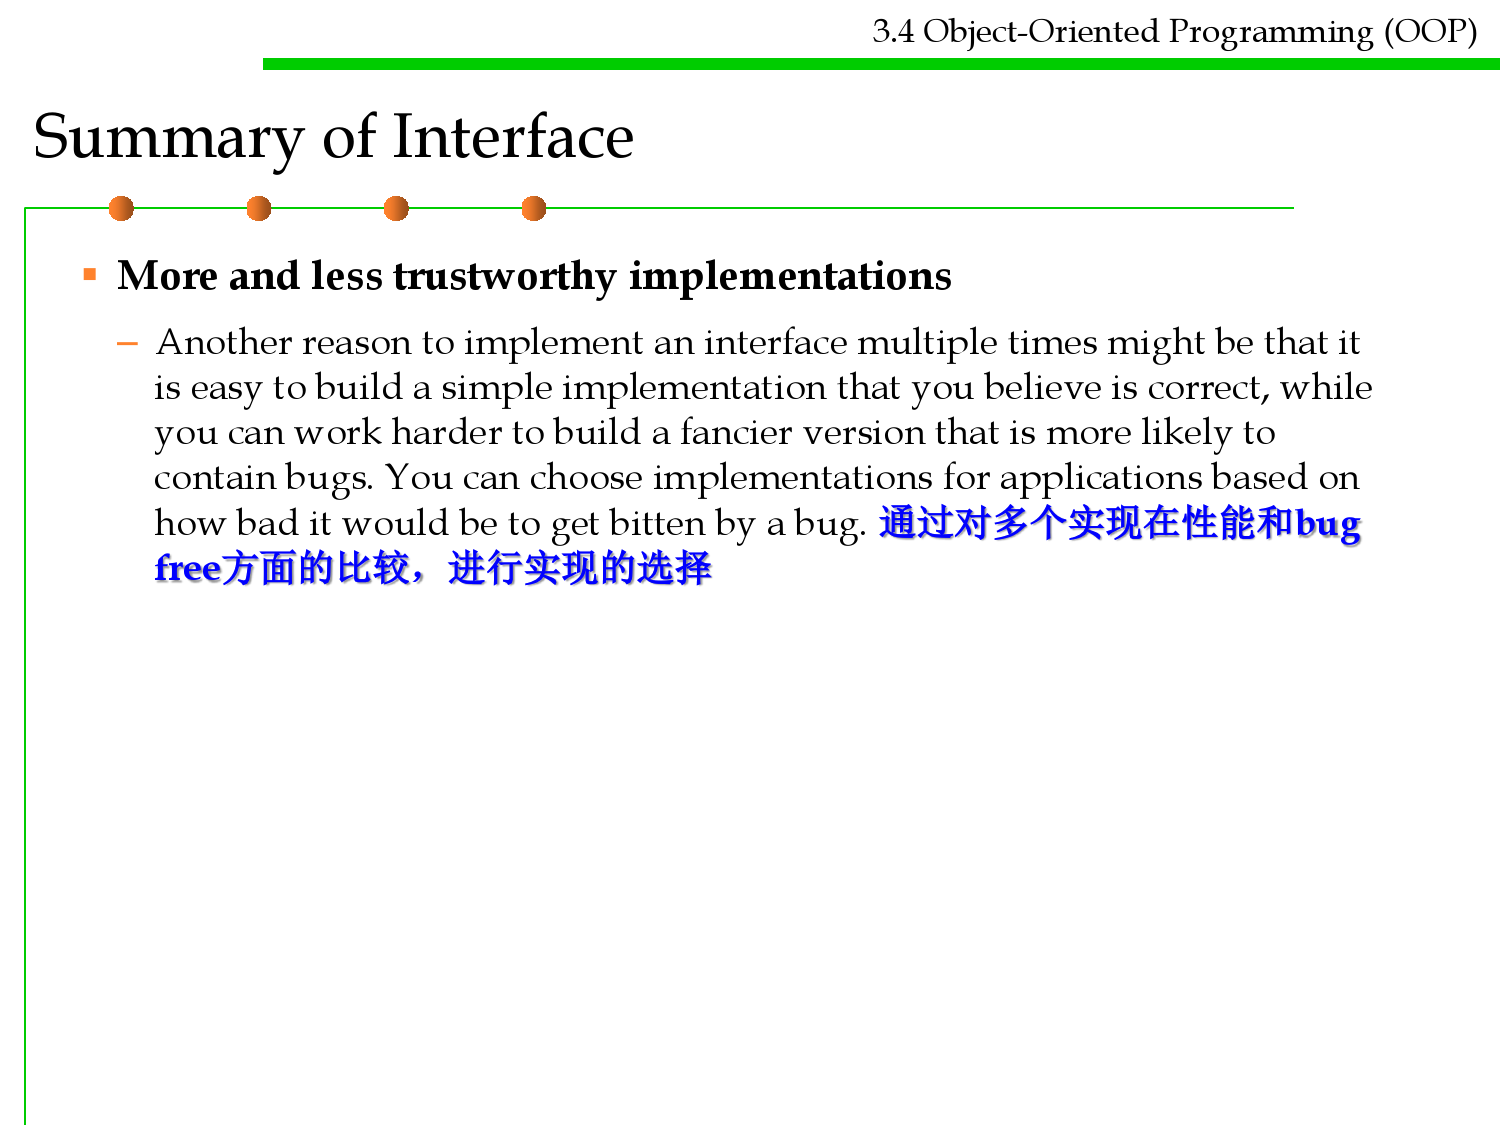 3.4 Object-Oriented Programming (OOP)
Summary of Interface
▪ More and less trustworthy implementations
– Another reason to implement an interface multiple times might be that it
is easy to build a simple implementation that you believe is correct, while
you can work harder to build a fancier version that is more likely to
contain bugs. You can choose implementations for applications based on
how bad it would be to get bitten by a bug. 通过对多个实现在性能和bug
free方面的比较，进行实现的选择